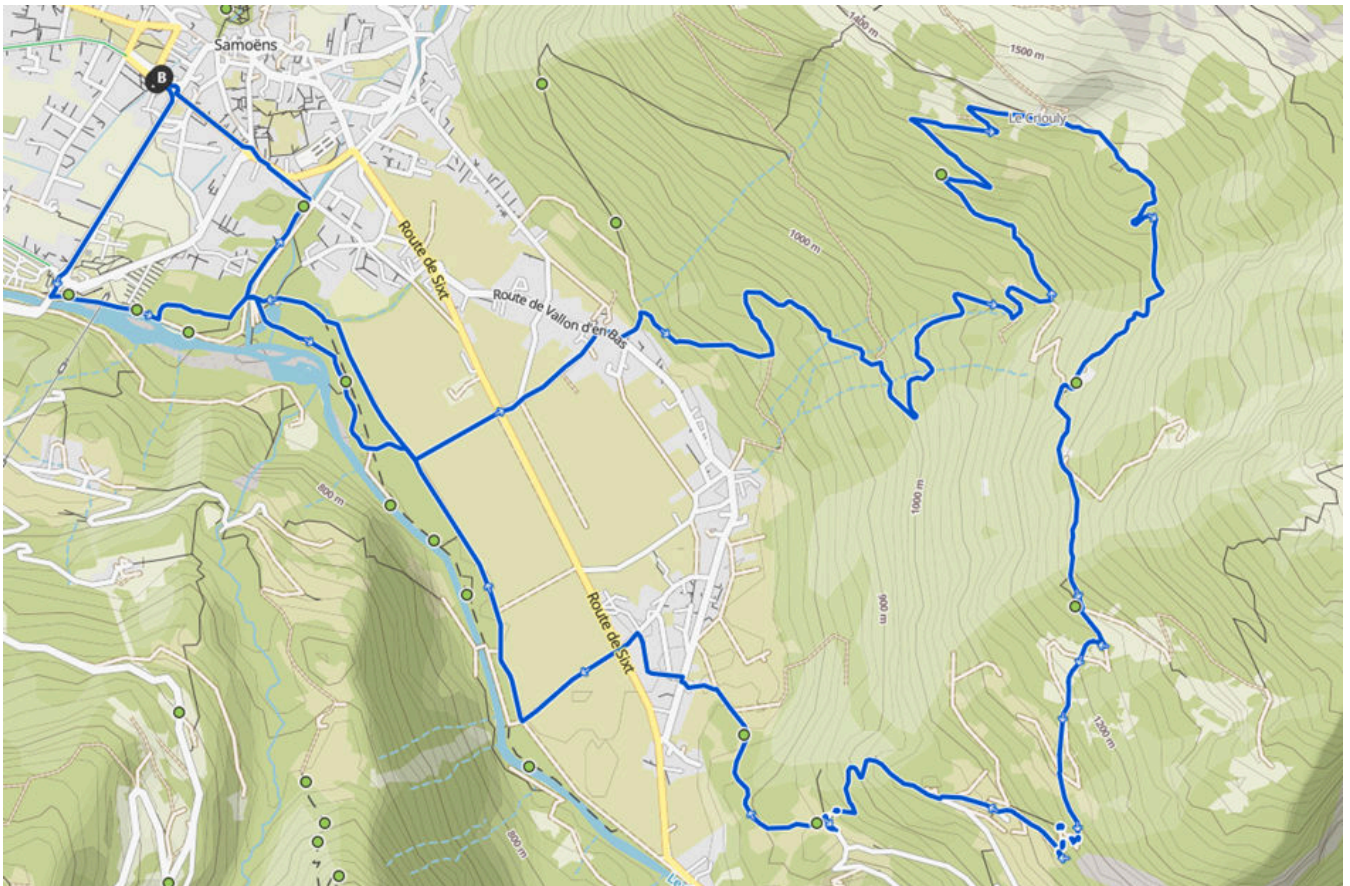 Samoëns
B
1400 m
1500 m
Le Criouly
Route de Sixt
1000 m
Route de Vallon d'en Bas
800 m
1000 m
900 m
Route de Sixt
1200 m
800 m